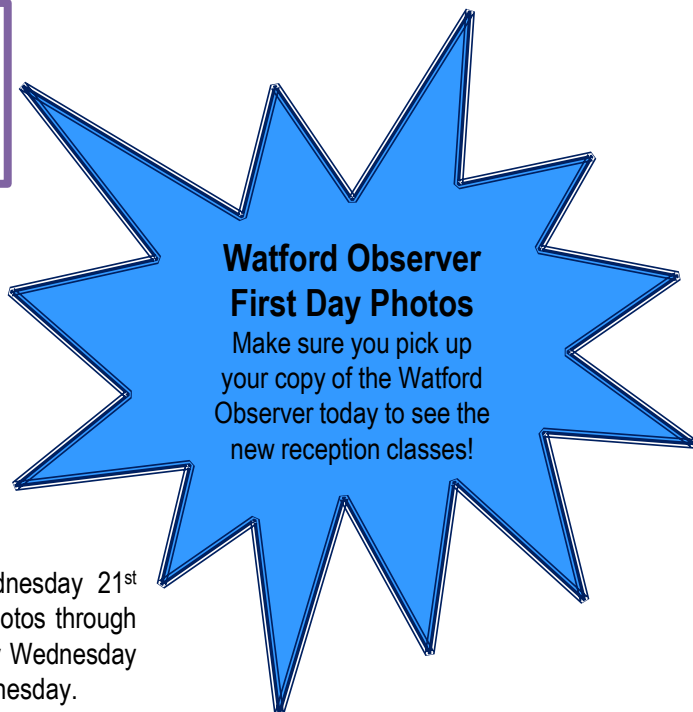 Watford Observer
First Day Photos
Make sure you pick up
your copy of the Watford
Observer today to see the
new reception classes!
21st
through
Wednesday